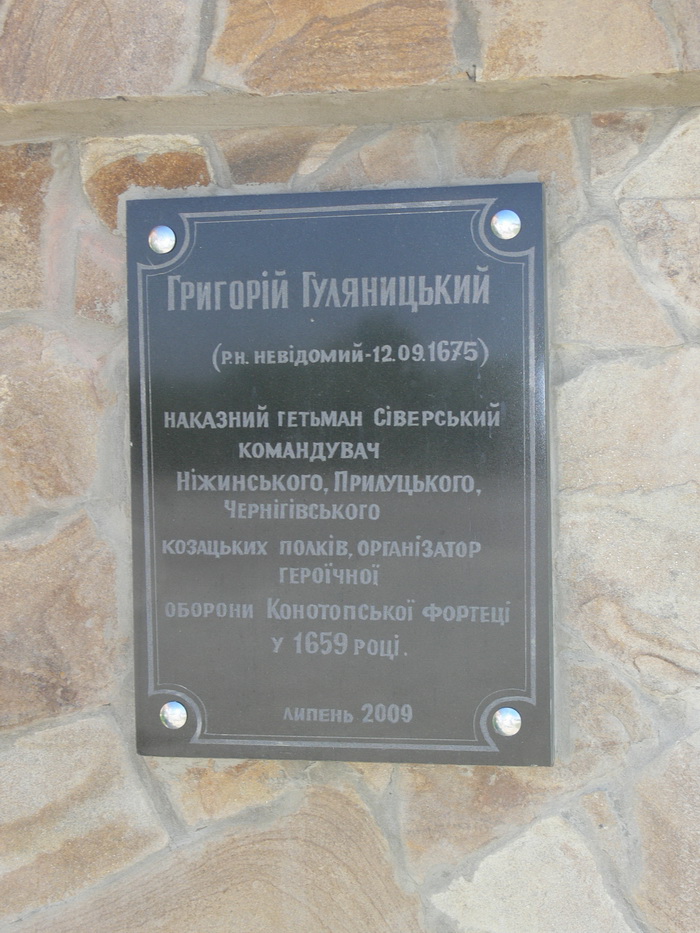 Григорій Гуляницький
(р.н. невідомий-12.09.1675)
наказний гетьман Сіверський
командувач
Ніжинського, Прилуцького,
Чернігівського
козацьких полків, організатор
героїчної
оборони Конотопської фортеці
у 1659 році.
липень 2009